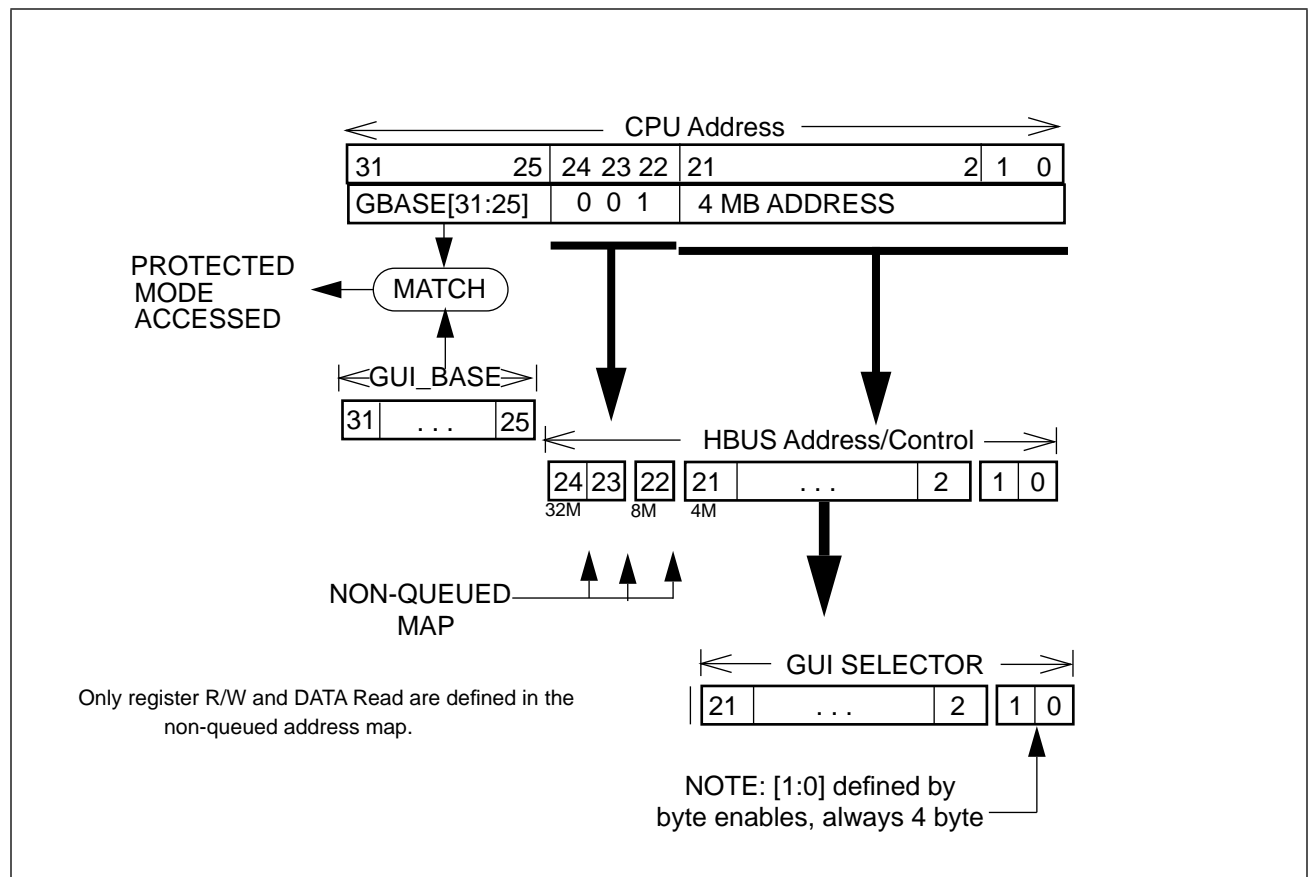 CPU Address
31 25 24 23 22 21 2 1 0
GBASE[31:25] 0 0 1 4 MB ADDRESS
PROTECTED
MODE
ACCESSED
MATCH
GUI_BASE
31 . . . 25
HBUS Address/Control
24 23 22 21 . . . 2 1 0
32M 8M 4M
NON-QUEUED
MAP
GUI SELECTOR
21 . . . 2 1 0
Only register R/W and DATA Read are defined in the
non-queued address map.
NOTE: [1:0] defined by
byte enables, always 4 byte